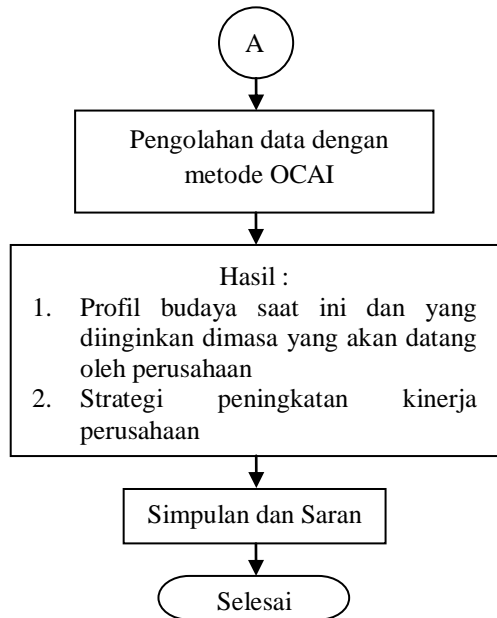 A
Pengolahan data dengan
metode OCAI
Hasil :
1. Profil budaya saat ini dan yang
diinginkan dimasa yang akan datang
oleh perusahaan
2. Strategi peningkatan kinerja
perusahaan
Simpulan dan Saran
Selesai